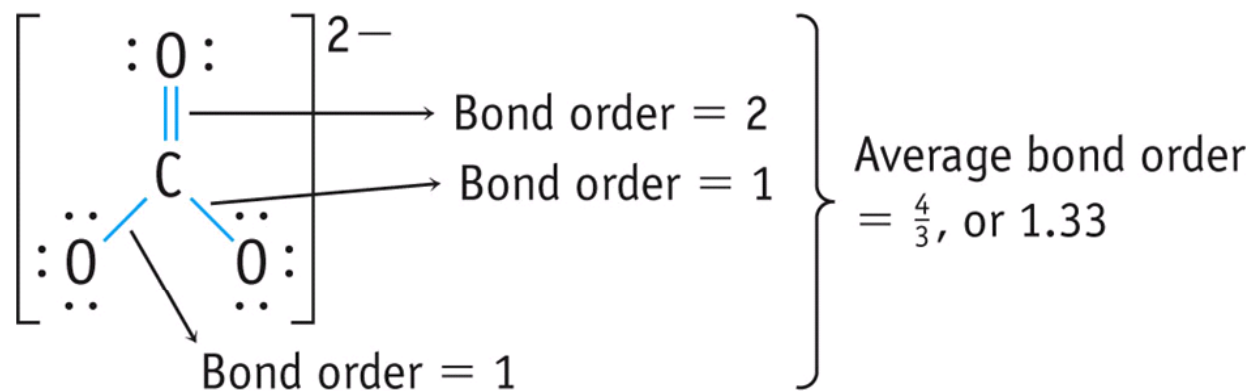 :O:
2−
Bond order = 2
C
Bond order = 1
:O
O:
Bond order = 1
Average bond order
= 4/3, or 1.33